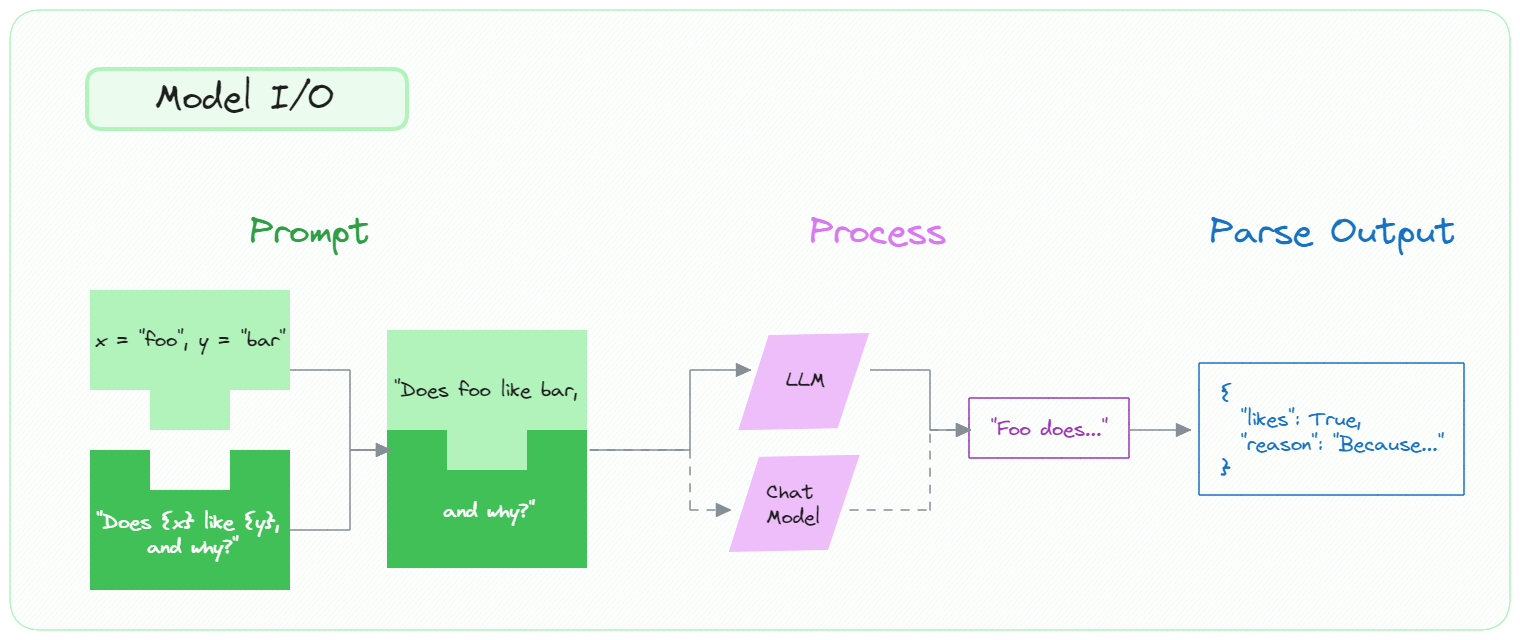 Model I/O
Prompt
Process
Parse Output
x = "foo", y = "bar"
"Does {x} like {y},
and why?"
"Does foo like bar,
and why?"
LLM
Chat
Model
"Foo does..."
{
"likes": True,
"reason": "Because..."
}